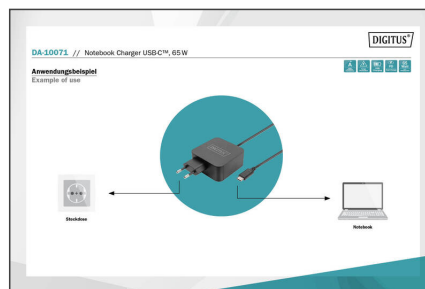 DIGITUS®
DA-10071 // Notebook Charger USB-C™, 65 W
Anwendungsbeispiel
Example of use
Steckdose
Notebook